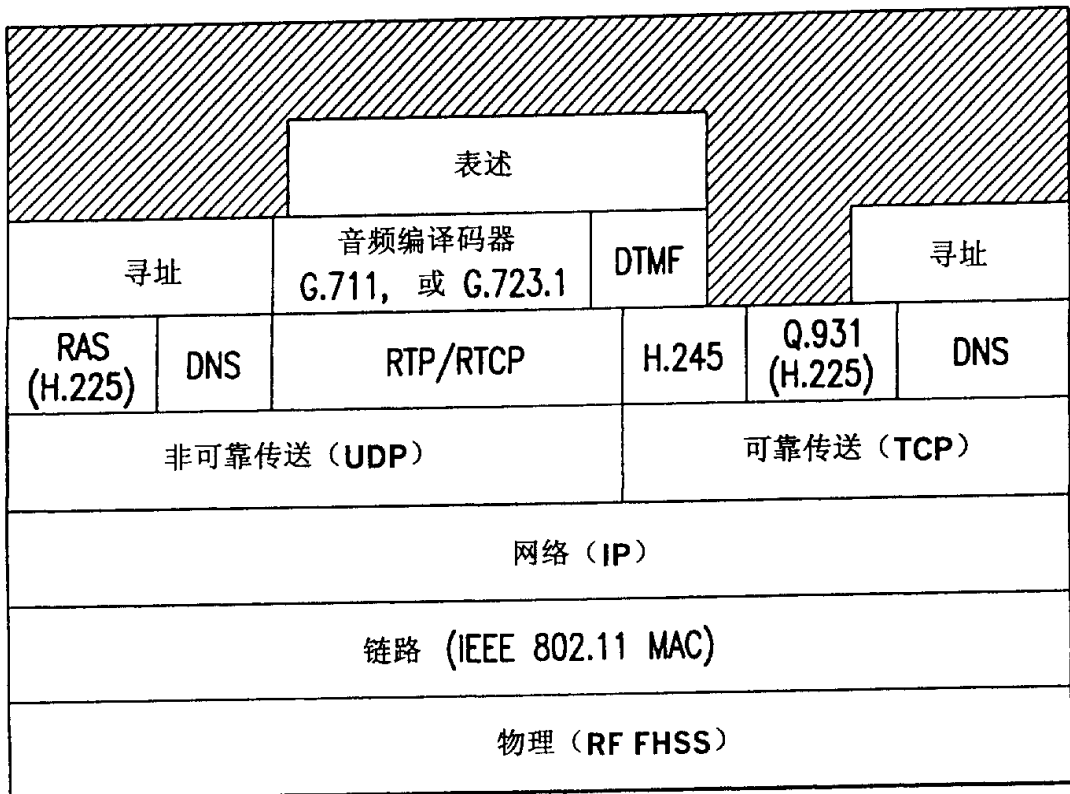 表述
寻址
音频编译码器
G.711, 或 G.723.1
DTMF
寻址
RAS
(H.225)
DNS
RTP/RTCP
H.245
Q.931
(H.225)
DNS
非可靠传送（UDP）
可靠传送（TCP）
网络（IP）
链路 (IEEE 802.11 MAC)
物理（RF FHSS）